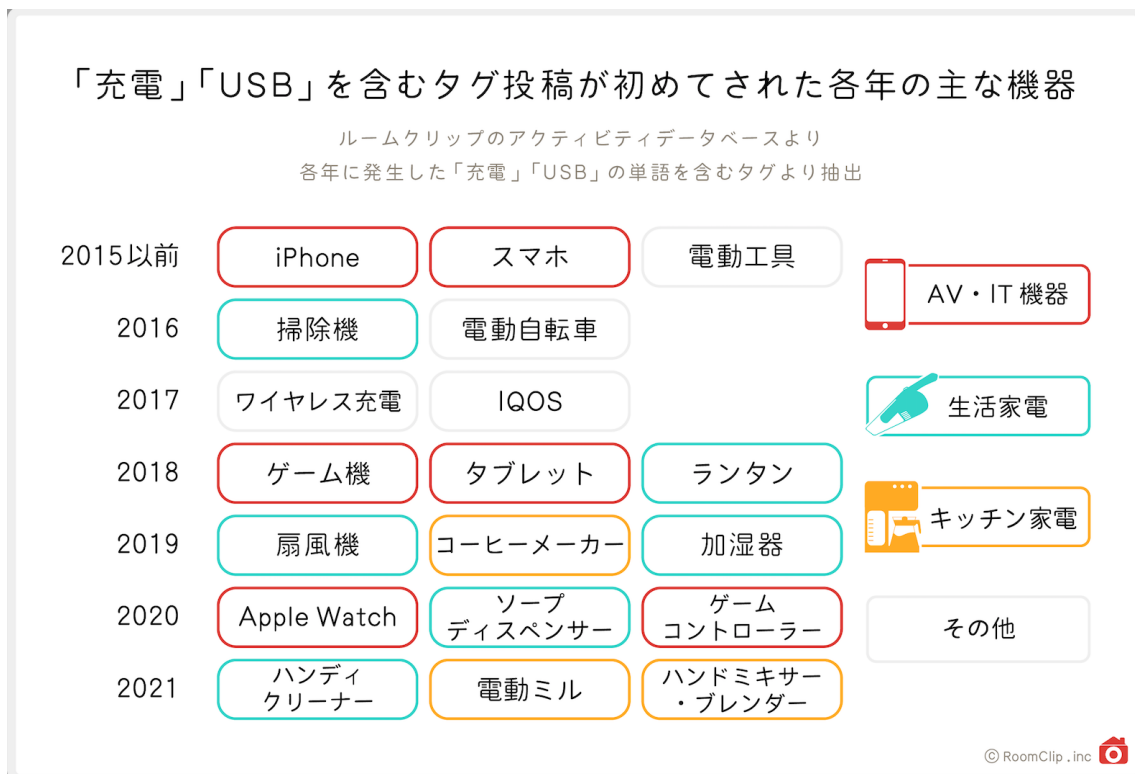 「充電」「USB」を含むタグ投稿が初めてされた各年の主な機器
ルームクリップのアクティビティデータベースより
各年に発生した「充電」「USB」の単語を含むタグより抽出
2015以前 iPhone スマホ 電動工具
2016 掃除機 電動自転車
2017 ワイヤレス充電 IQOS
2018 ゲーム機 タブレット ランタン
2019 扇風機 コーヒーメーカー 加湿器
2020 Apple Watch ソープ
ディスペンサー ゲーム
コントローラー
2021 ハンディ
クリーナー 電動ミル ハンドミキサー
・ブレンダー
AV・IT機器
生活家電
キッチン家電
その他
© RoomClip .inc